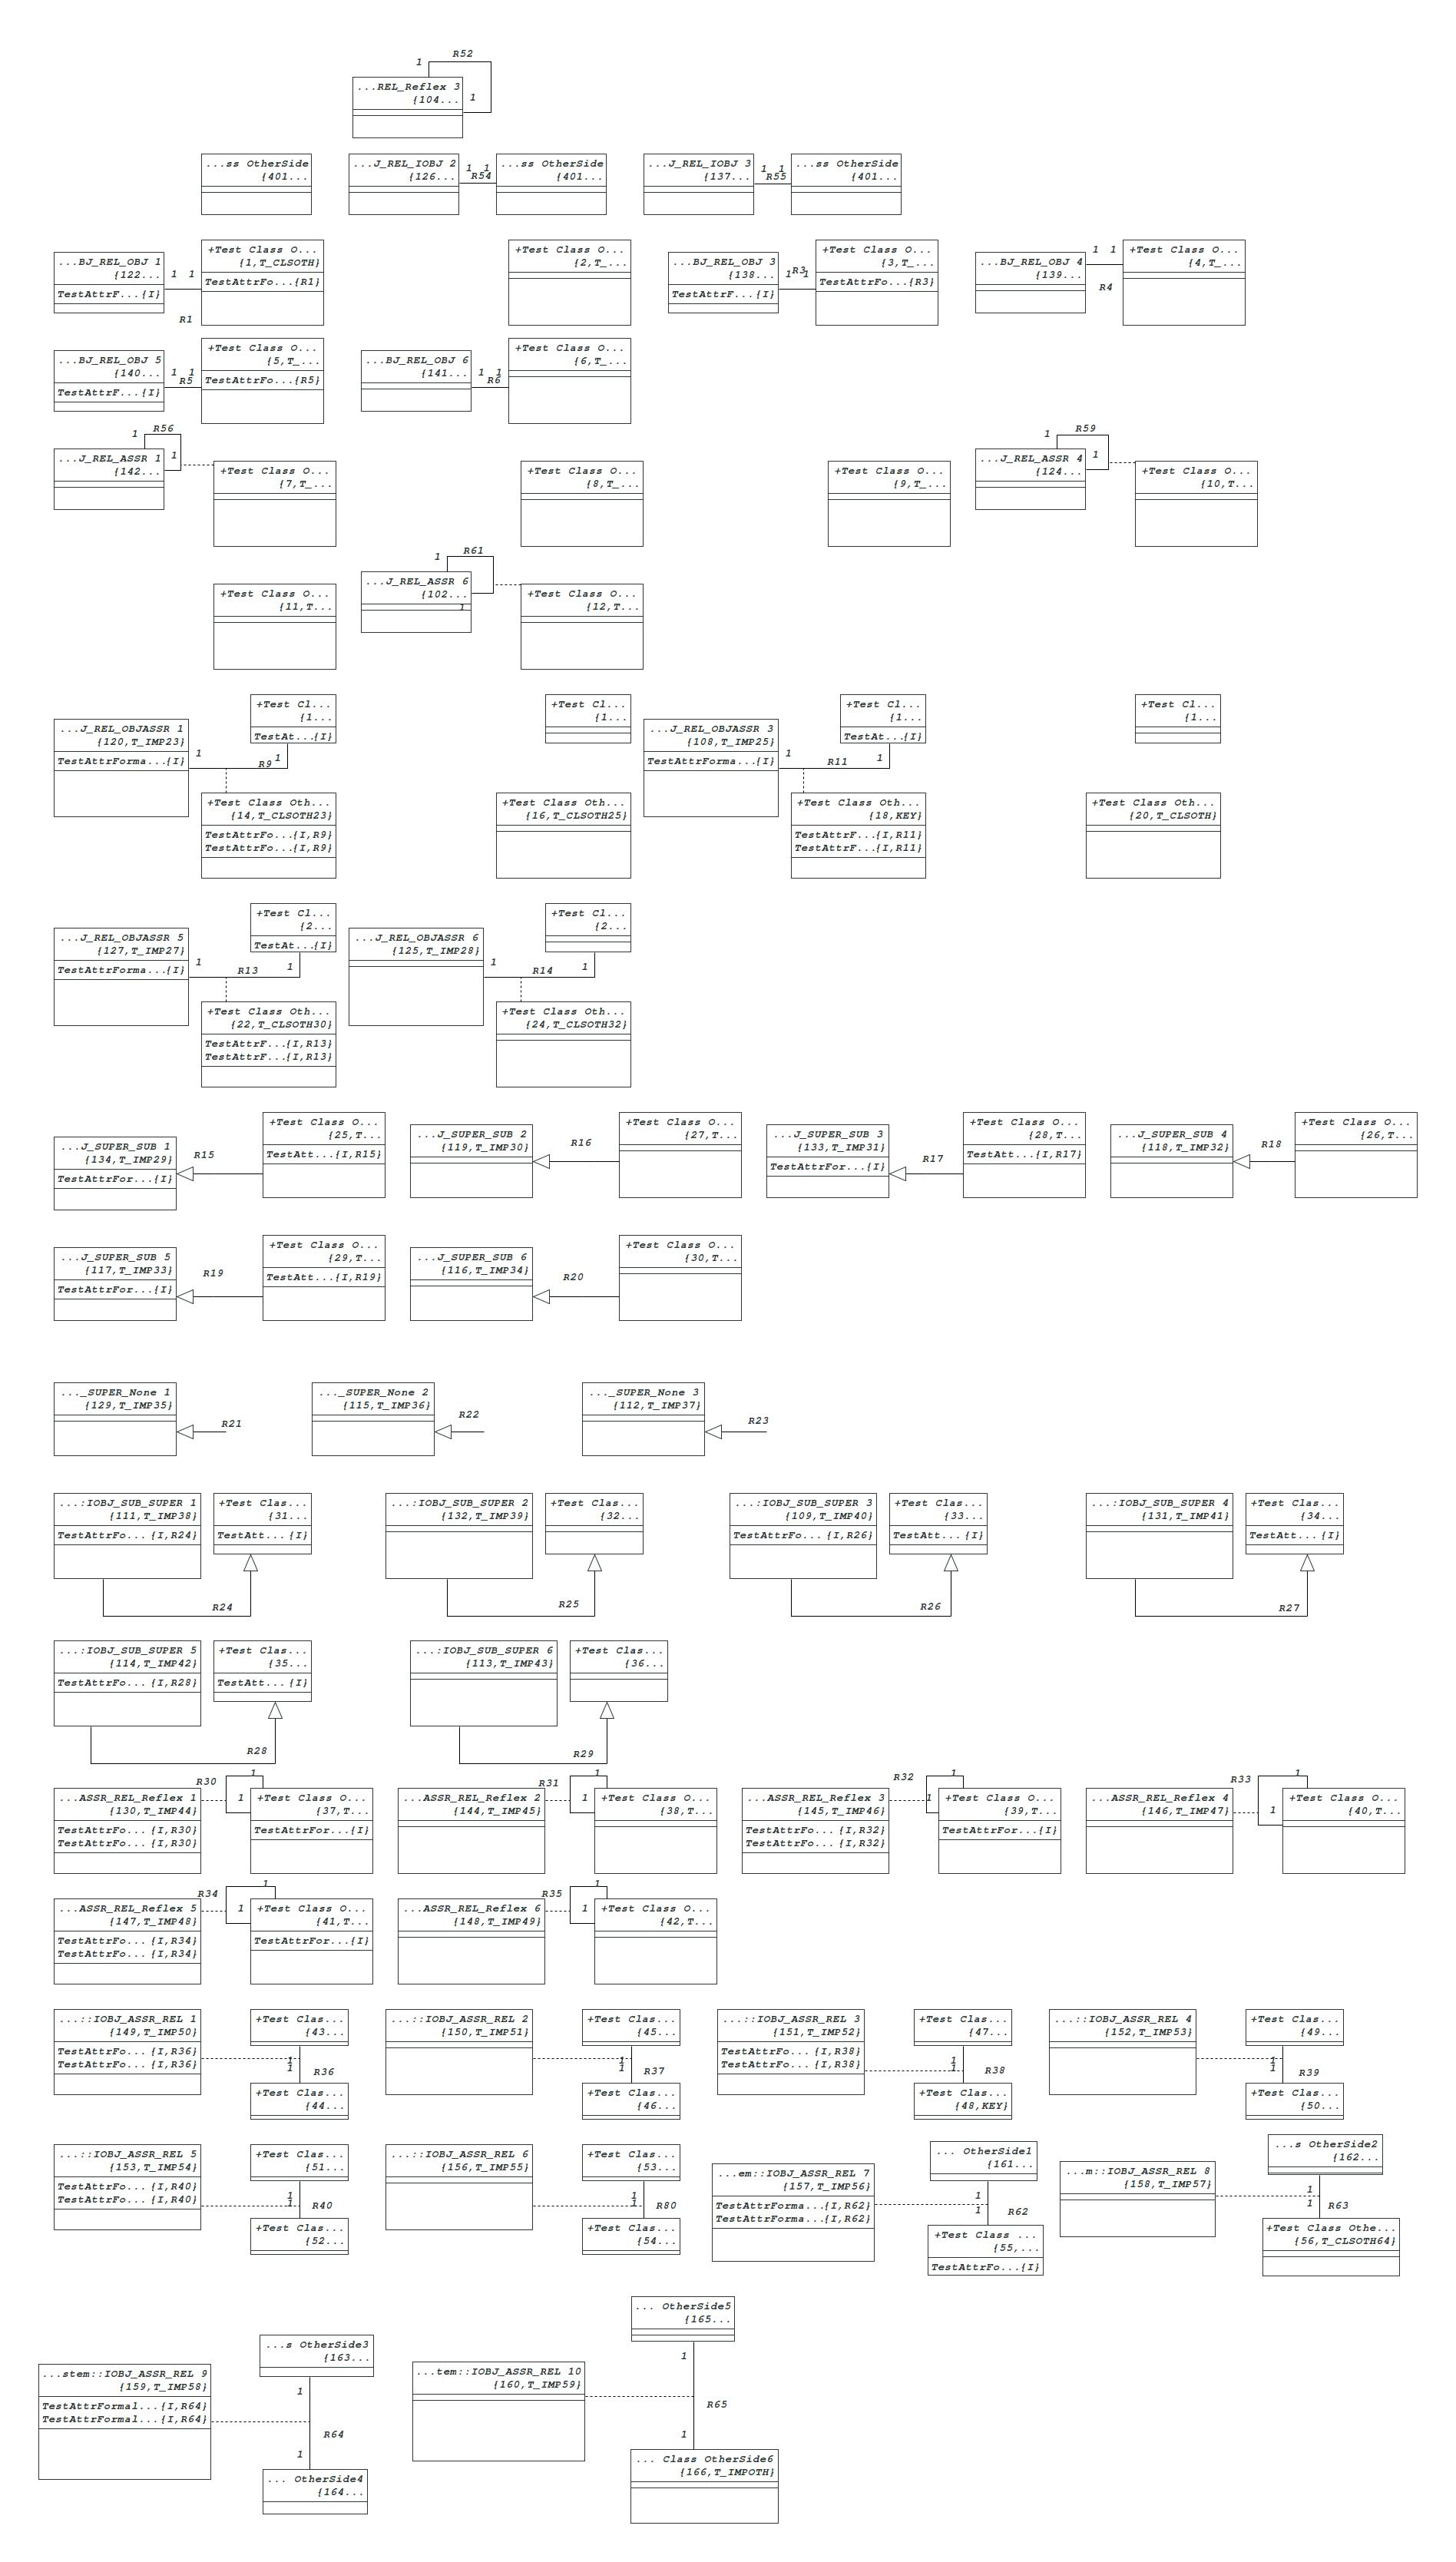 R52
1
...REL_Reflex 3
{104...
1
...ss OtherSide
{401...
...J_REL_IOBJ 2
{126...
1 1
R54
...ss OtherSide
{401...
...J_REL_IOBJ 3
{137...
1 1
R55
...ss OtherSide
{401...
...BJ_REL_OBJ 1
{122...
TestAttrF...{I}
1 1
R1
+Test Class O...
{1,T_CLSOTH}
TestAttrFo...{R1}
+Test Class O...
{2,T_...
...BJ_REL_OBJ 3
{138...
TestAttrF...{I}
1 1
R3
+Test Class O...
{3,T_...
TestAttrFo...{R3}
...BJ_REL_OBJ 4
{139...
1 1
R4
+Test Class O...
{4,T_...
...BJ_REL_OBJ 5
{140...
TestAttrF...{I}
1 1
R5
+Test Class O...
{5,T_...
TestAttrFo...{R5}
...BJ_REL_OBJ 6
{141...
1 1
R6
+Test Class O...
{6,T_...
R56
1
...J_REL_ASSR 1
{142...
1
+Test Class O...
{7,T_...
+Test Class O...
{8,T_...
+Test Class O...
{9,T_...
R59
1
...J_REL_ASSR 4
{124...
1
+Test Class O...
{10,T...
+Test Class O...
{11,T...
R61
1
...J_REL_ASSR 6
{102...
1
+Test Class O...
{12,T...
...J_REL_OBJASSR 1
{120,T_IMP23}
TestAttrForma...{I}
1
R9
1
+Test Cl...
{1...
TestAt...{I}
+Test Class Oth...
{14,T_CLSOTH23}
TestAttrFo...{I,R9}
TestAttrFo...{I,R9}
+Test Cl...
{1...
+Test Class Oth...
{16,T_CLSOTH25}
...J_REL_OBJASSR 3
{108,T_IMP25}
TestAttrForma...{I}
1
R11
1
+Test Cl...
{1...
TestAt...{I}
+Test Class Oth...
{18,KEY}
TestAttrF...{I,R11}
TestAttrF...{I,R11}
+Test Cl...
{1...
+Test Class Oth...
{20,T_CLSOTH}
...J_REL_OBJASSR 5
{127,T_IMP27}
TestAttrForma...{I}
1
R13
1
+Test Cl...
{2...
TestAt...{I}
+Test Class Oth...
{22,T_CLSOTH30}
TestAttrF...{I,R13}
TestAttrF...{I,R13}
...J_REL_OBJASSR 6
{125,T_IMP28}
1
R14
1
+Test Cl...
{2...
+Test Class Oth...
{24,T_CLSOTH32}
...J_SUPER_SUB 1
{134,T_IMP29}
TestAttrFor...{I}
R15
+Test Class O...
{25,T...
TestAtt...{I,R15}
...J_SUPER_SUB 2
{119,T_IMP30}
R16
+Test Class O...
{27,T...
...J_SUPER_SUB 3
{133,T_IMP31}
TestAttrFor...{I}
R17
+Test Class O...
{28,T...
TestAtt...{I,R17}
...J_SUPER_SUB 4
{118,T_IMP32}
R18
+Test Class O...
{26,T...
...J_SUPER_SUB 5
{117,T_IMP33}
TestAttrFor...{I}
R19
+Test Class O...
{29,T...
TestAtt...{I,R19}
...J_SUPER_SUB 6
{116,T_IMP34}
R20
+Test Class O...
{30,T...
..._SUPER_None 1
{129,T_IMP35}
R21
..._SUPER_None 2
{115,T_IMP36}
R22
..._SUPER_None 3
{112,T_IMP37}
R23
...:IOBJ_SUB_SUPER 1
{111,T_IMP38}
TestAttrFo... {I,R24}
+Test Clas...
{31...
TestAtt... {I}
R24
...:IOBJ_SUB_SUPER 2
{132,T_IMP39}
+Test Clas...
{32...
R25
...:IOBJ_SUB_SUPER 3
{109,T_IMP40}
TestAttrFo... {I,R26}
+Test Clas...
{33...
TestAtt... {I}
R26
...:IOBJ_SUB_SUPER 4
{131,T_IMP41}
+Test Clas...
{34...
TestAtt... {I}
R27
...:IOBJ_SUB_SUPER 5
{114,T_IMP42}
TestAttrFo... {I,R28}
+Test Clas...
{35...
TestAtt... {I}
R28
...:IOBJ_SUB_SUPER 6
{113,T_IMP43}
+Test Clas...
{36...
R29
...ASSR_REL_Reflex 1
{130,T_IMP44}
TestAttrFo... {I,R30}
TestAttrFo... {I,R30}
R30
1
1
+Test Class O...
{37,T...
TestAttrFor...{I}
...ASSR_REL_Reflex 2
{144,T_IMP45}
R31
1
1
+Test Class O...
{38,T...
...ASSR_REL_Reflex 3
{145,T_IMP46}
TestAttrFo... {I,R32}
TestAttrFo... {I,R32}
R32
1
1
+Test Class O...
{39,T...
TestAttrFor...{I}
...ASSR_REL_Reflex 4
{146,T_IMP47}
R33
1
1
+Test Class O...
{40,T...
...ASSR_REL_Reflex 5
{147,T_IMP48}
TestAttrFo... {I,R34}
TestAttrFo... {I,R34}
R34
1
1
+Test Class O...
{41,T...
TestAttrFor...{I}
...ASSR_REL_Reflex 6
{148,T_IMP49}
R35
1
1
+Test Class O...
{42,T...
...::IOBJ_ASSR_REL 1
{149,T_IMP50}
TestAttrFo... {I,R36}
TestAttrFo... {I,R36}
+Test Clas...
{43...
1
1
R36
+Test Clas...
{44...
...::IOBJ_ASSR_REL 2
{150,T_IMP51}
+Test Clas...
{45...
1
1
R37
+Test Clas...
{46...
...::IOBJ_ASSR_REL 3
{151,T_IMP52}
TestAttrFo... {I,R38}
TestAttrFo... {I,R38}
+Test Clas...
{47...
1
1
R38
+Test Clas...
{48,KEY}
...::IOBJ_ASSR_REL 4
{152,T_IMP53}
+Test Clas...
{49...
1
1
R39
+Test Clas...
{50...
...::IOBJ_ASSR_REL 5
{153,T_IMP54}
TestAttrFo... {I,R40}
TestAttrFo... {I,R40}
+Test Clas...
{51...
1
1
R40
+Test Clas...
{52...
...::IOBJ_ASSR_REL 6
{156,T_IMP55}
+Test Clas...
{53...
1
1
R80
+Test Clas...
{54...
...em::IOBJ_ASSR_REL 7
{157,T_IMP56}
TestAttrForma...{I,R62}
TestAttrForma...{I,R62}
... OtherSide1
{161...
1
1
R62
+Test Class ...
{55,...
TestAttrFo...{I}
...m::IOBJ_ASSR_REL 8
{158,T_IMP57}
...s OtherSide2
{162...
1
1
R63
+Test Class Othe...
{56,T_CLSOTH64}
...stem::IOBJ_ASSR_REL 9
{159,T_IMP58}
TestAttrFormal...{I,R64}
TestAttrFormal...{I,R64}
...s OtherSide3
{163...
1
R64
1
... OtherSide4
{164...
...tem::IOBJ_ASSR_REL 10
{160,T_IMP59}
... OtherSide5
{165...
1
R65
1
... Class OtherSide6
{166,T_IMPOTH}